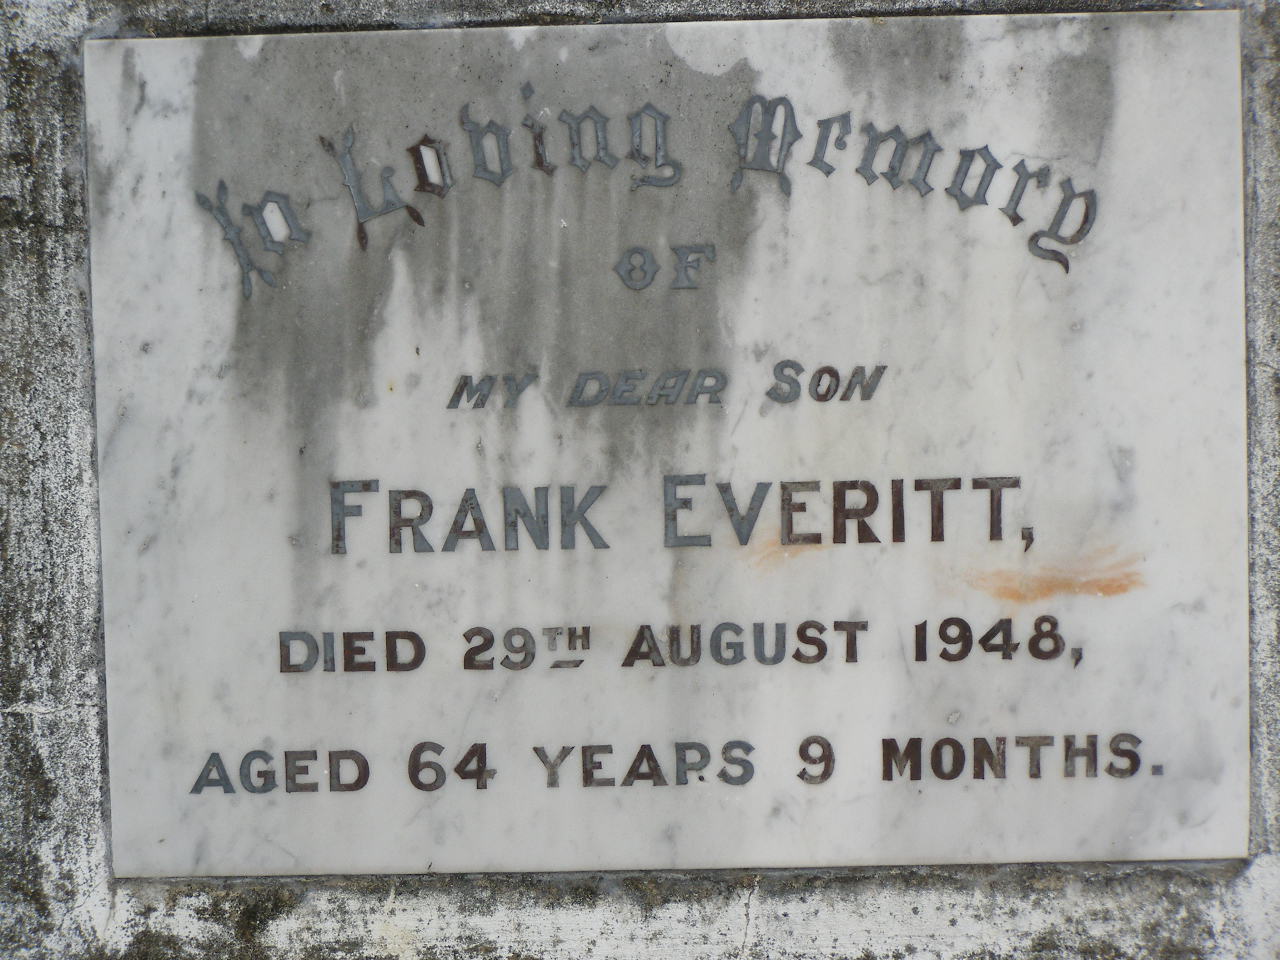 In Loving Memory
OF
MY DEAR SON
FRANK EVERITT,
DIED 29TH AUGUST 1948,
AGED 64 YEARS 9 MONTHS.